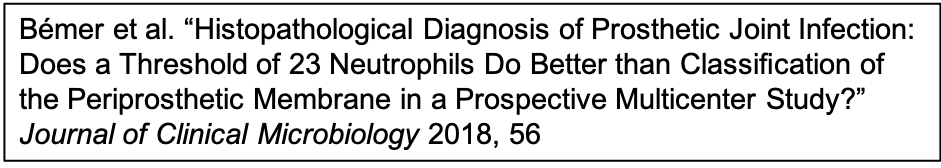 Bémer et al. “Histopathological Diagnosis of Prosthetic Joint Infection:
Does a Threshold of 23 Neutrophils Do Better than Classification of
the Periprosthetic Membrane in a Prospective Multicenter Study?”
Journal of Clinical Microbiology 2018, 56